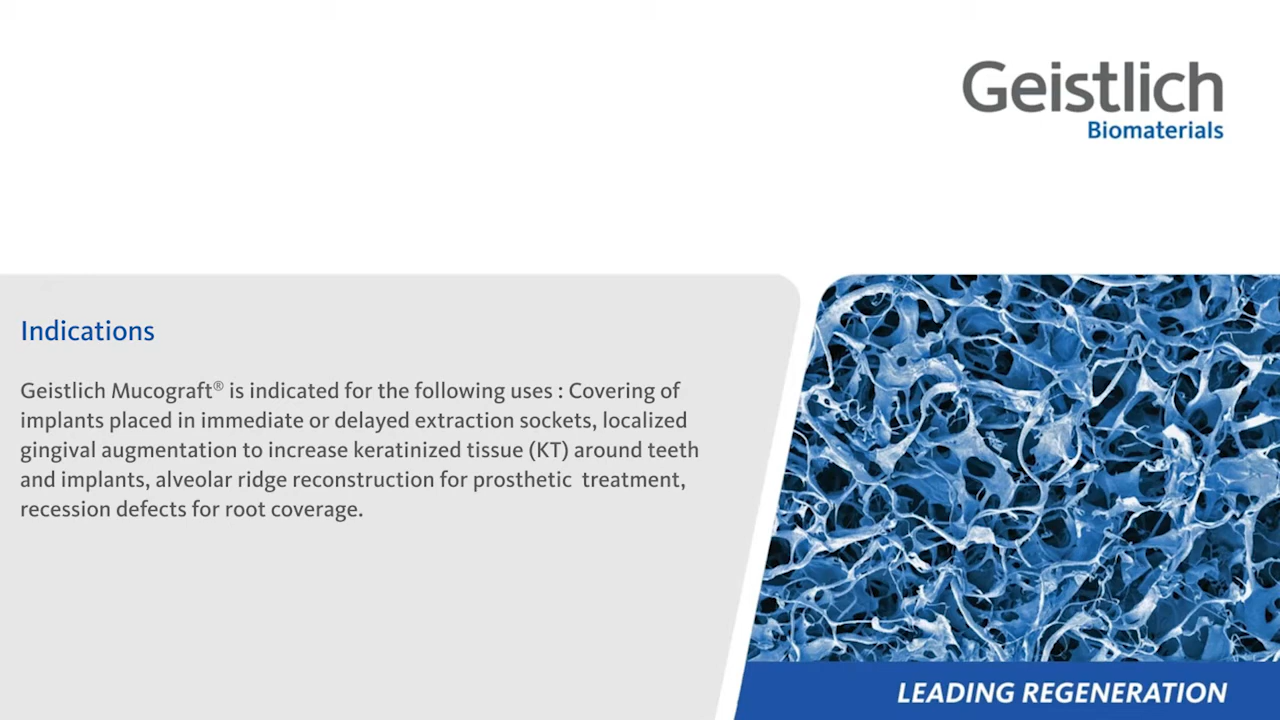 Geistlich
Biomaterials
Indications
Geistlich Mucograft® is indicated for the following uses : Covering of
implants placed in immediate or delayed extraction sockets, localized
gingival augmentation to increase keratinized tissue (KT) around teeth
and implants, alveolar ridge reconstruction for prosthetic  treatment,
recession defects for root coverage.
LEADING REGENERATION